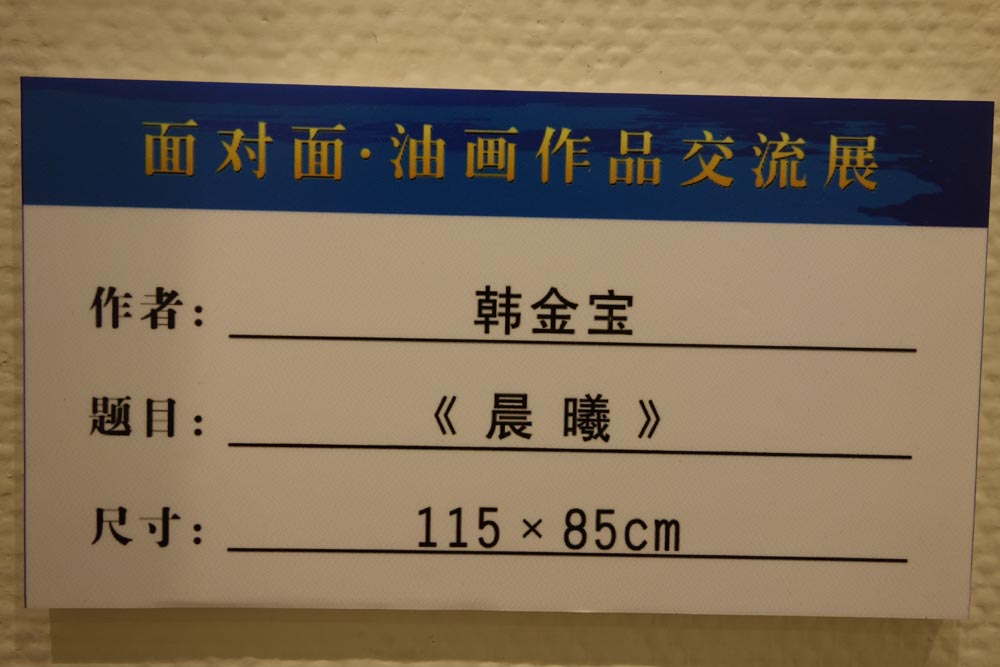 面对面·油画作品交流展
作者：韩金宝
题目：《晨曦》
尺寸：115×85cm